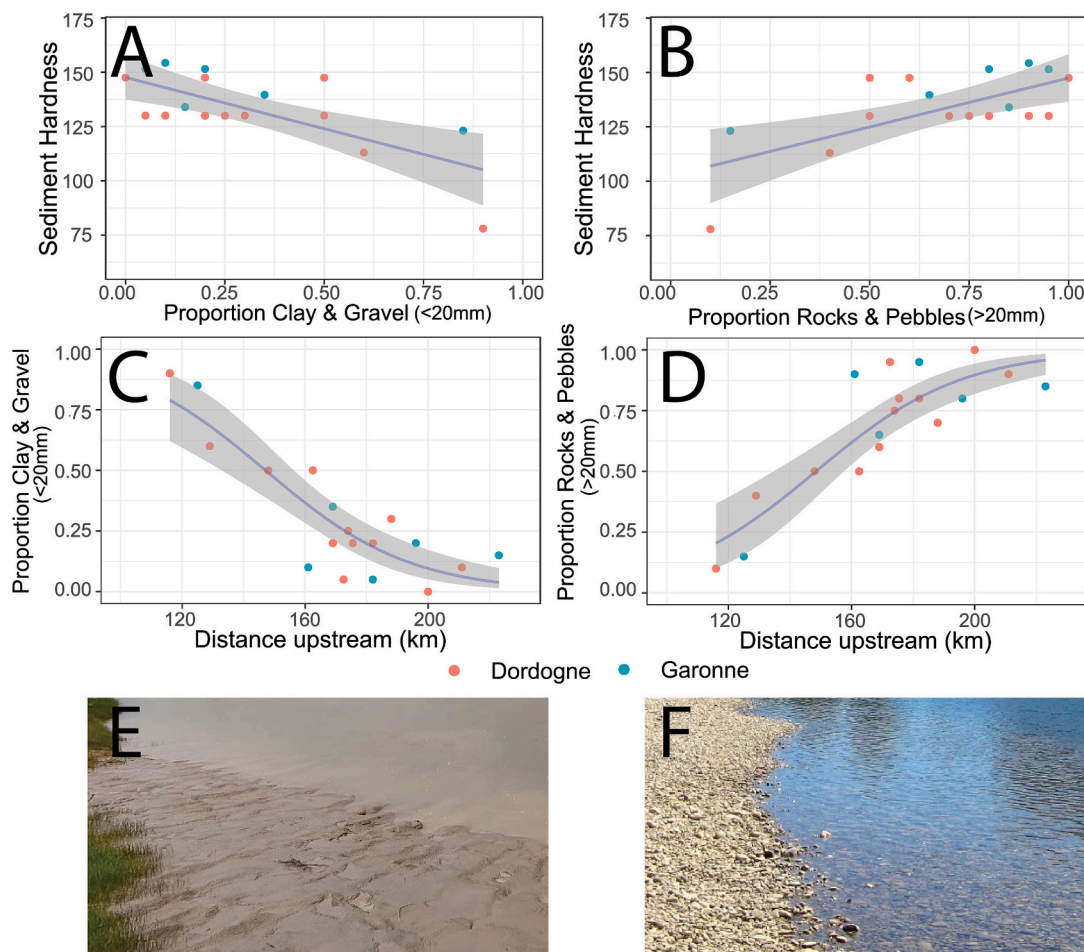 A
Sediment Hardness
175
150
125
100
75
0.00 0.25 0.50 0.75 1.00
Proportion Clay & Gravel (<20mm)
B
Sediment Hardness
175
150
125
100
75
0.00 0.25 0.50 0.75 1.00
Proportion Rocks & Pebbles(>20mm)
C
Proportion Clay & Gravel
(<20mm)
1.00
0.75
0.50
0.25
0.00
120 160 200
Distance upstream (km)
D
Proportion Rocks & Pebbles
(>20mm)
1.00
0.75
0.50
0.25
0.00
120 160 200
Distance upstream (km)
Dordogne Garonne
E
F